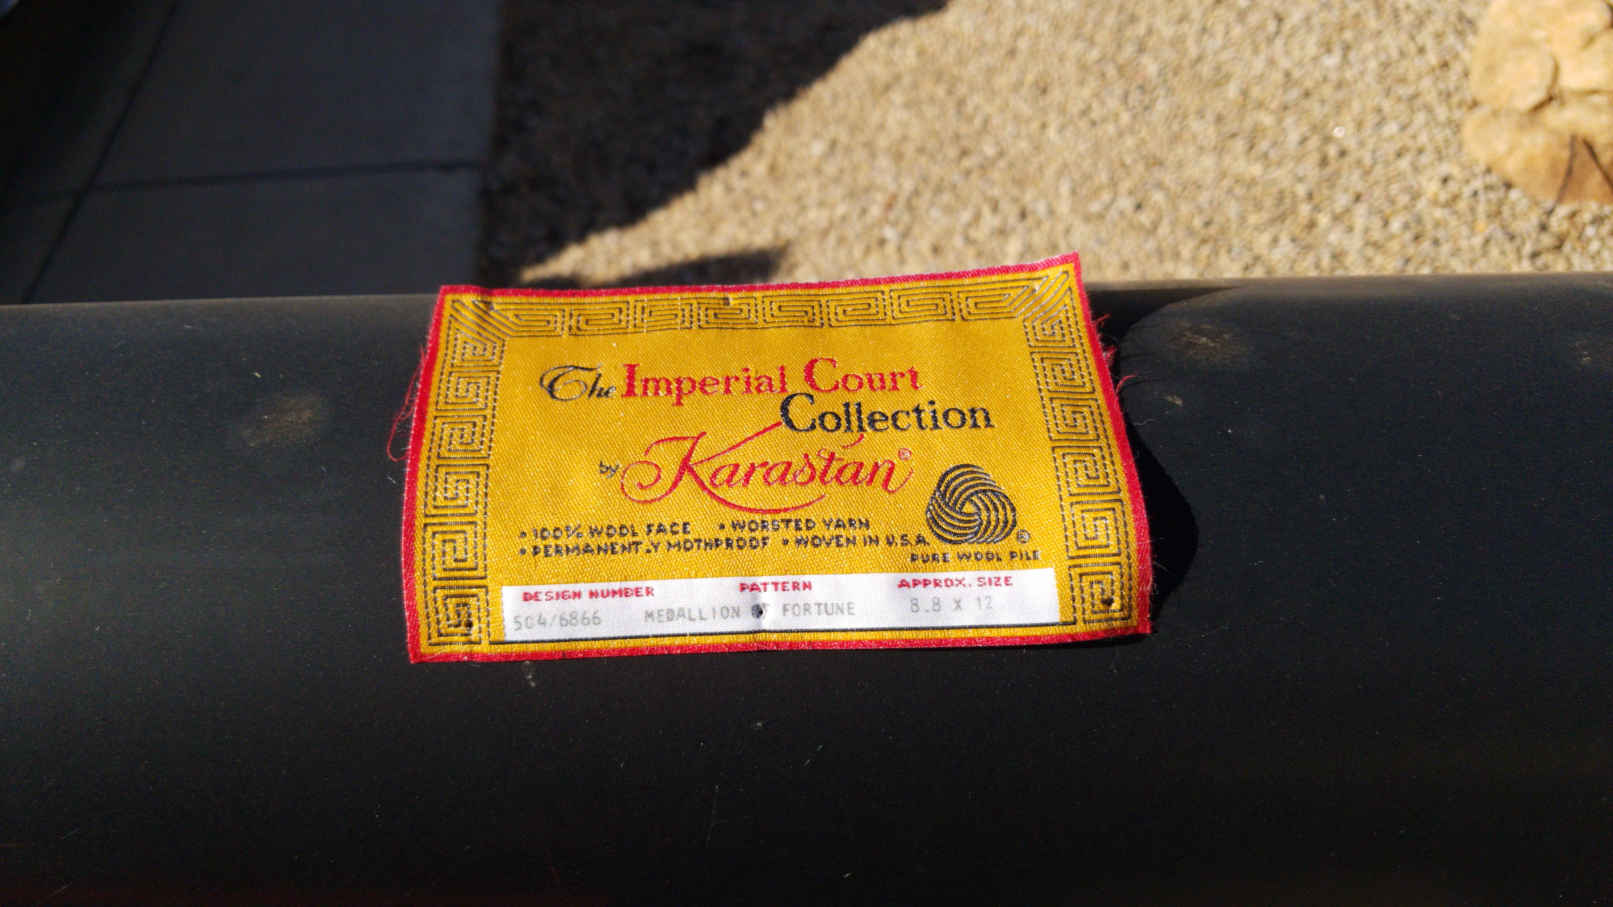 The Imperial Court
Collection
by Karastan®
• 100% WOOL FACE • WORSTED YARN
• PERMANENTLY MOTHPROOF • WOVEN IN U.S.A.
®
PURE WOOL PILE
DESIGN NUMBER PATTERN APPROX. SIZE
504/6866 MEDALLION OF FORTUNE 8.8 X 12